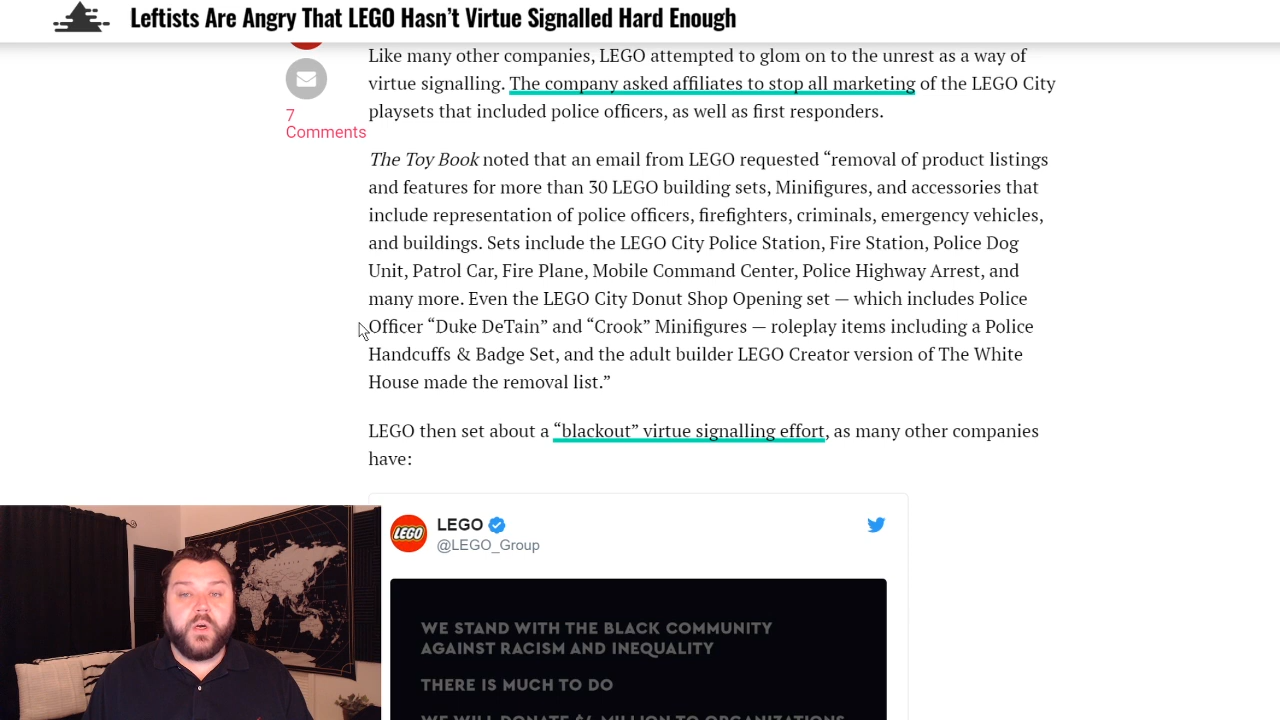 Leftists Are Angry That LEGO Hasn't Virtue Signalled Hard Enough
Like many other companies, LEGO attempted to glom on to the unrest as a way of
virtue signalling. The company asked affiliates to stop all marketing of the LEGO City
playsets that included police officers, as well as first responders.
7
Comments
The Toy Book noted that an email from LEGO requested “removal of product listings
and features for more than 30 LEGO building sets, Minifigures, and accessories that
include representation of police officers, firefighters, criminals, emergency vehicles,
and buildings. Sets include the LEGO City Police Station, Fire Station, Police Dog
Unit, Patrol Car, Fire Plane, Mobile Command Center, Police Highway Arrest, and
many more. Even the LEGO City Donut Shop Opening set — which includes Police
Officer “Duke DeTain” and “Crook” Minifigures — roleplay items including a Police
Handcuffs & Badge Set, and the adult builder LEGO Creator version of The White
House made the removal list.”
LEGO then set about a “blackout” virtue signalling effort, as many other companies
have:
LEGO
LEGO
@LEGO_Group
WE STAND WITH THE BLACK COMMUNITY
AGAINST RACISM AND INEQUALITY
THERE IS MUCH TO DO
WE WILL DONATE $4 MILLION TO ORGANIZATIONS